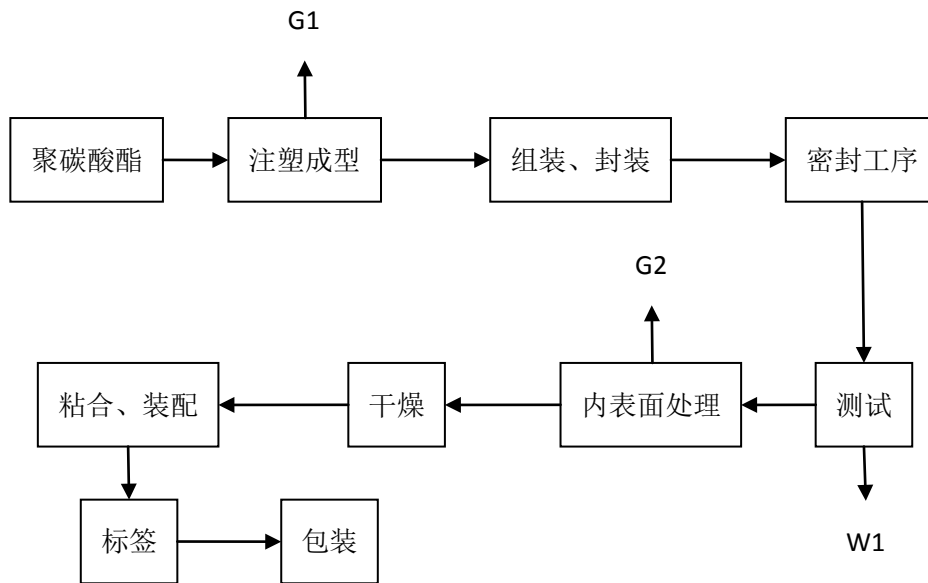 G1
聚碳酸酯
注塑成型
组装、封装
密封工序
G2
粘合、装配
干燥
内表面处理
测试
标签
包装
W1